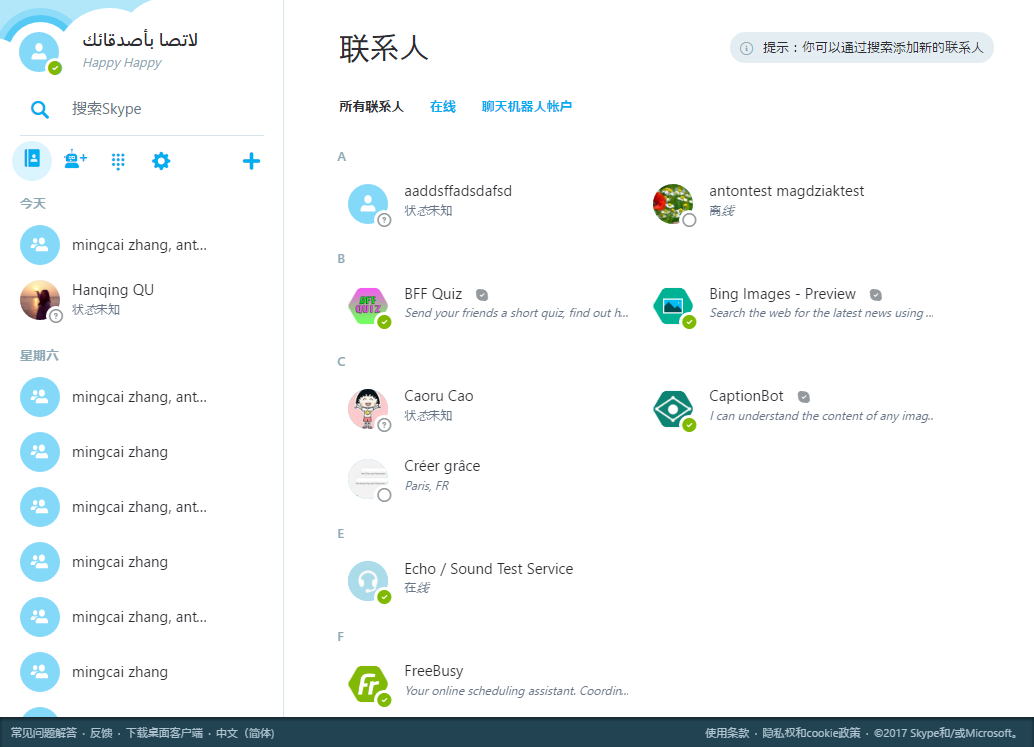 لاتصا بأصدقائك
Happy Happy
搜索Skype
今天
mingcai zhang, ant...
Hanqing QU
状态未知
星期六
mingcai zhang, ant...
mingcai zhang
mingcai zhang, ant...
mingcai zhang
mingcai zhang, ant...
mingcai zhang
联系人
提示：你可以通过搜索添加新的联系人
所有联系人 在线 聊天机器人帐户
A
aaddsffadsdafsd
状态未知
antontest magdziaktest
离线
B
BFF QUIZ
BFF Quiz
Send your friends a short quiz, find out h...
Bing Images - Preview
Search the web for the latest news using ...
C
Caoru Cao
状态未知
CaptionBot
I can understand the content of any imag..
Créer grâce
Paris, FR
E
Echo / Sound Test Service
在线
F
Fr
FreeBusy
Your online scheduling assistant. Coordin...
常见问题解答 · 反馈 · 下载桌面客户端 · 中文（简体)
使用条款 · 隐私权和cookie政策 · ©2017 Skype和/或Microsoft。